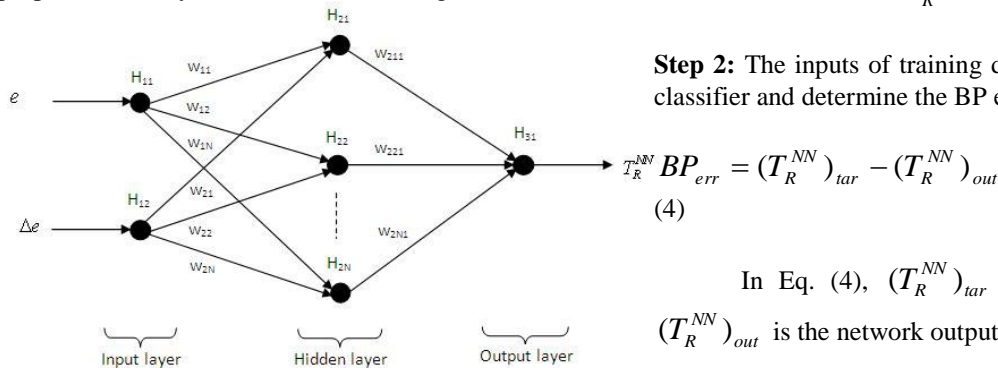 H21
w211
H11
w11
e
w12
H22
H31
w1N
w221
T_R^NN
H12
w21
Δe
w22
w2N1
H2N
w2N
Input layer
Hidden layer
Output layer
R
Step 2: The inputs of training
classifier and determine the BP
BP_err = (T_R^NN)_tar − (T_R^NN)_out
(4)
In Eq. (4), (T_R^NN)_tar
(T_R^NN)_out is the network output